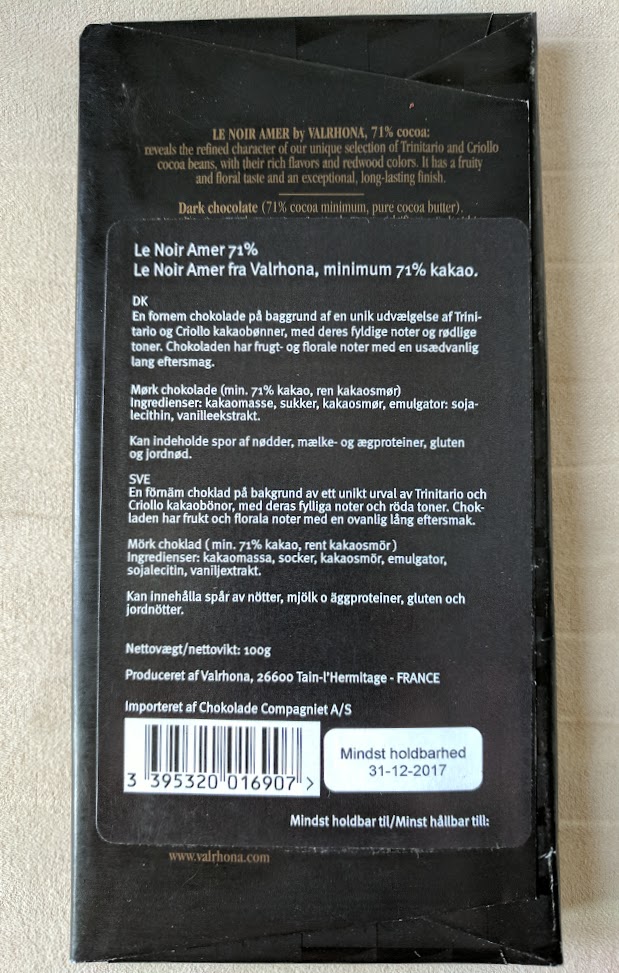 LE NOIR AMER by VALRHONA, 71% cocoa:
reveals the refined character of our unique selection of Trinitario and Criollo
cocoa beans, with their rich flavors and redwood colors. It has a fruity
and floral taste and an exceptional, long-lasting finish.
Dark chocolate (71% cocoa minimum, pure cocoa butter).
Le Noir Amer 71%
Le Noir Amer fra Valrhona, minimum 71% kakao.
DK
En fornem chokolade på baggrund af en unik udvælgelse af Trini-
tario og Criollo kakaobønner, med deres fyldige noter og rødlige
toner. Chokoladen har frugt- og florale noter med en usædvanlig
lang eftersmag.
Mørk chokolade (min. 71% kakao, ren kakaosmør)
Ingredienser: kakaomasse, sukker, kakaosmør, emulgator: soja-
lecithin, vanilleekstrakt.
Kan indeholde spor af nødder, mælke- og ægproteiner, gluten
og jordnød.
SVE
En förnäm choklad på bakgrund av ett unikt urval av Trinitario och
Criollo kakaobönor, med deras fylliga noter och röda toner. Chok-
laden har frukt och florala noter med en ovanlig lång eftersmak.
Mörk choklad ( min. 71% kakao, rent kakaosmör )
Ingredienser: kakaomassa, socker, kakaosmör, emulgator,
sojalecitin, vaniljextrakt.
Kan innehålla spår av nötter, mjölk o äggproteiner, gluten och
jordnötter.
Nettovægt/nettovikt: 100g
Produceret af Valrhona, 26600 Tain-l'Hermitage - FRANCE
Importeret af Chokolade Compagniet A/S
3 395320 016907 >
Mindst holdbarhed
31-12-2017
Mindst holdbar til/Minst hållbar till:
www.valrhona.com